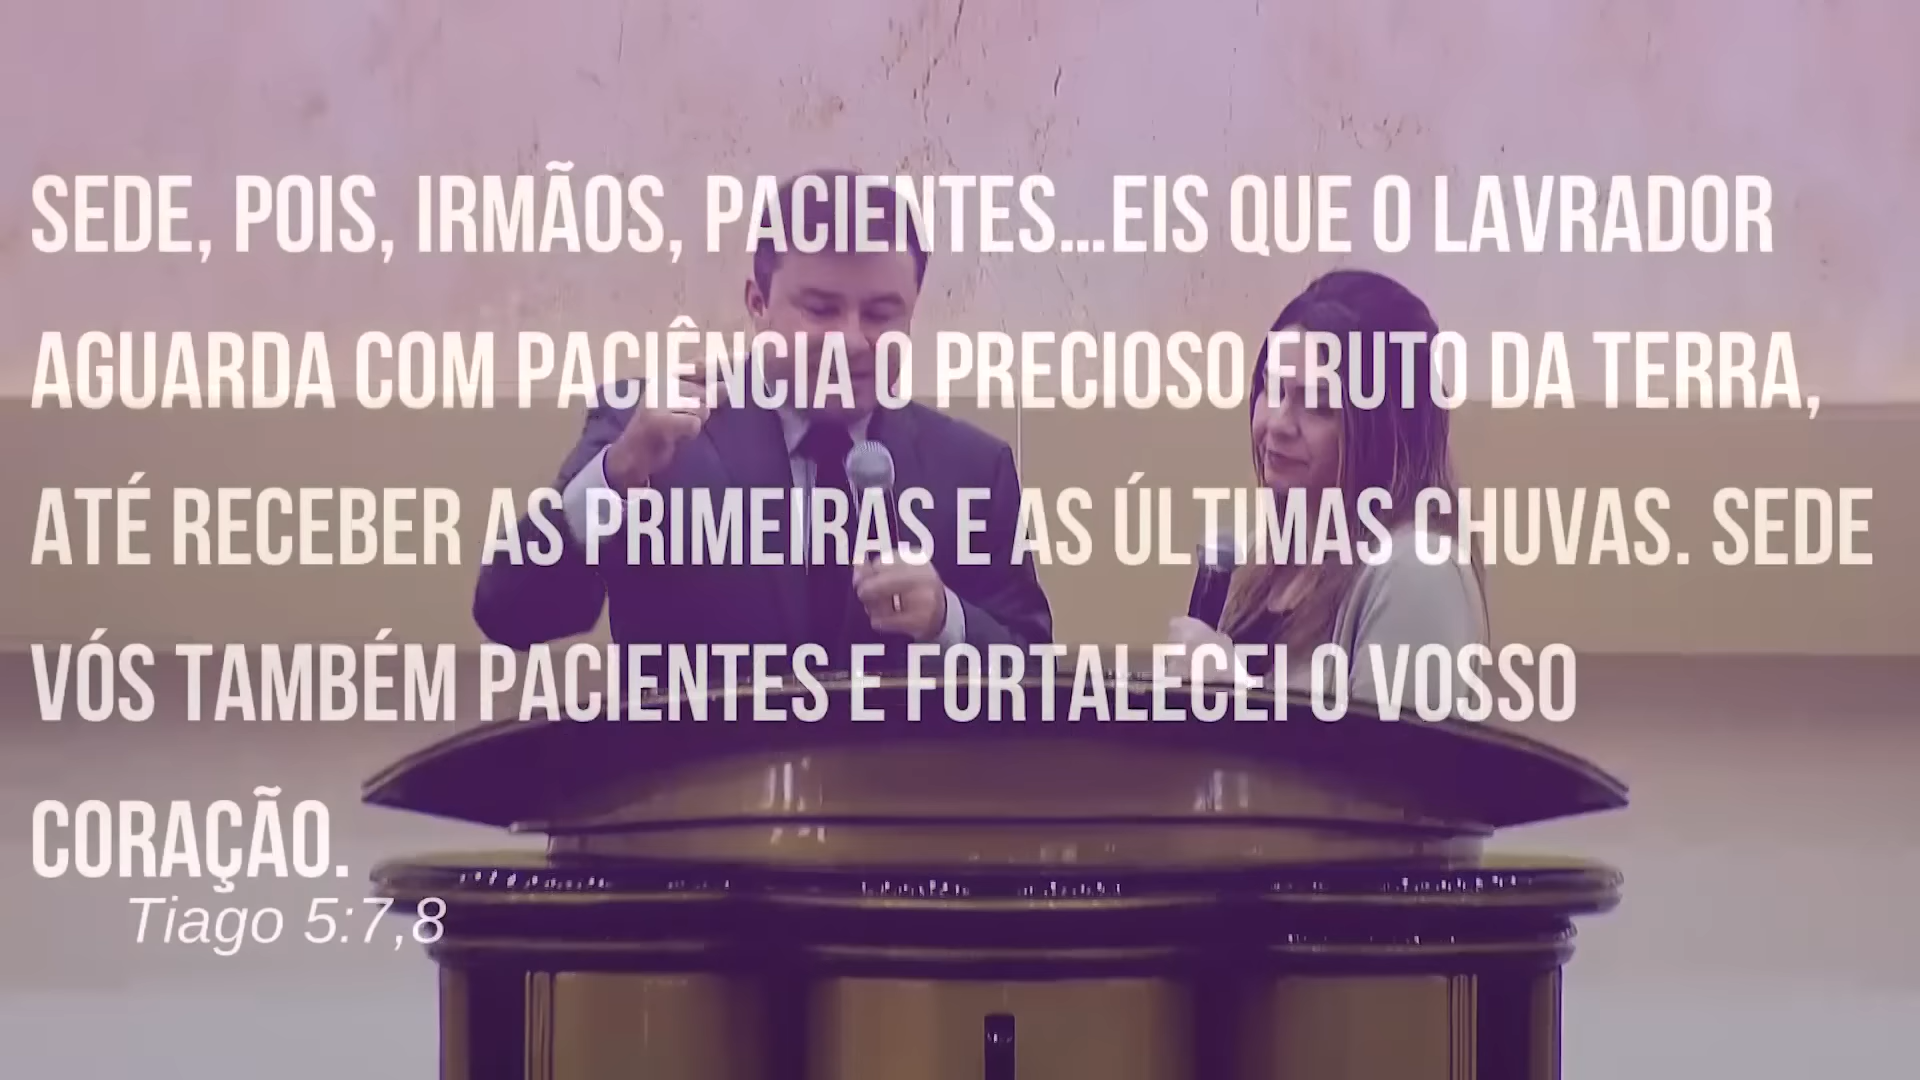 SEDE, POIS, IRMÃOS, PACIENTES...EIS QUE O LAVRADOR
AGUARDA COM PACIÊNCIA O PRECIOSO FRUTO DA TERRA,
ATÉ RECEBER AS PRIMEIRAS E AS ÚLTIMAS CHUVAS. SEDE
VÓS TAMBÉM PACIENTES E FORTALECEI O VOSSO
CORAÇÃO.
Tiago 5:7,8